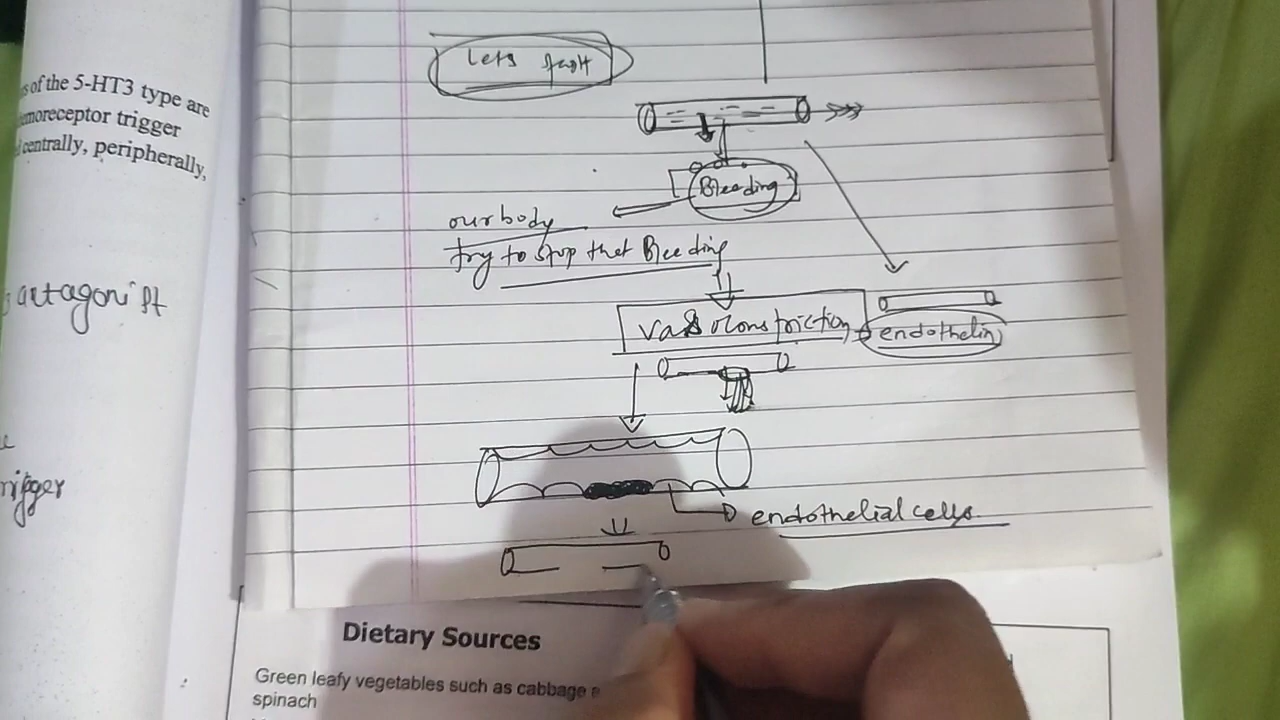 s of the 5-HT3 type are
emoreceptor trigger
centrally, peripherally,
antagonist
e
trigger
Lets start
Bleeding
our body
try to stop that Bleeding
Vasoconstriction
endothelin
endothelial cells
Dietary Sources
Green leafy vegetables such as cabbage
spinach